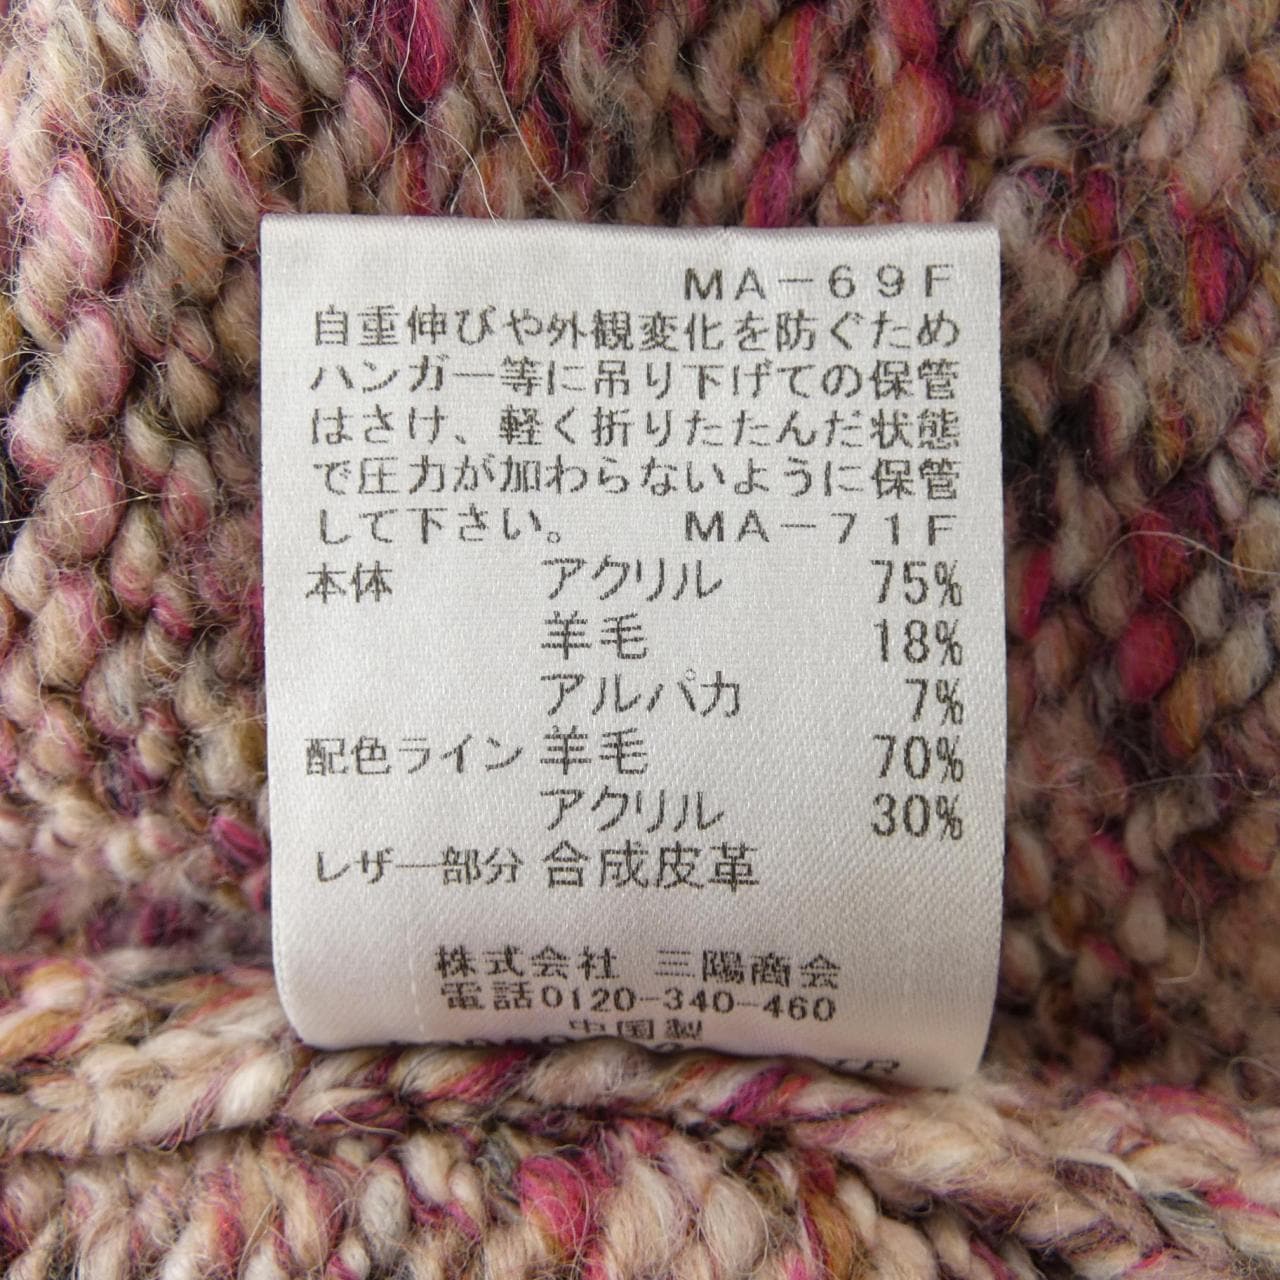 MA-69F
自重伸びや外観変化を防ぐため
ハンガー等に吊り下げての保管
はさけ、軽く折りたたんだ状態
で圧力が加わらないように保管
して下さい。 MA-71F
本体 アクリル 75%
羊毛 18%
アルパカ 7%
配色ライン 羊毛 70%
アクリル 30%
レザー部分 合成皮革
株式会社 三陽商会
電話0120-340-460
中国製